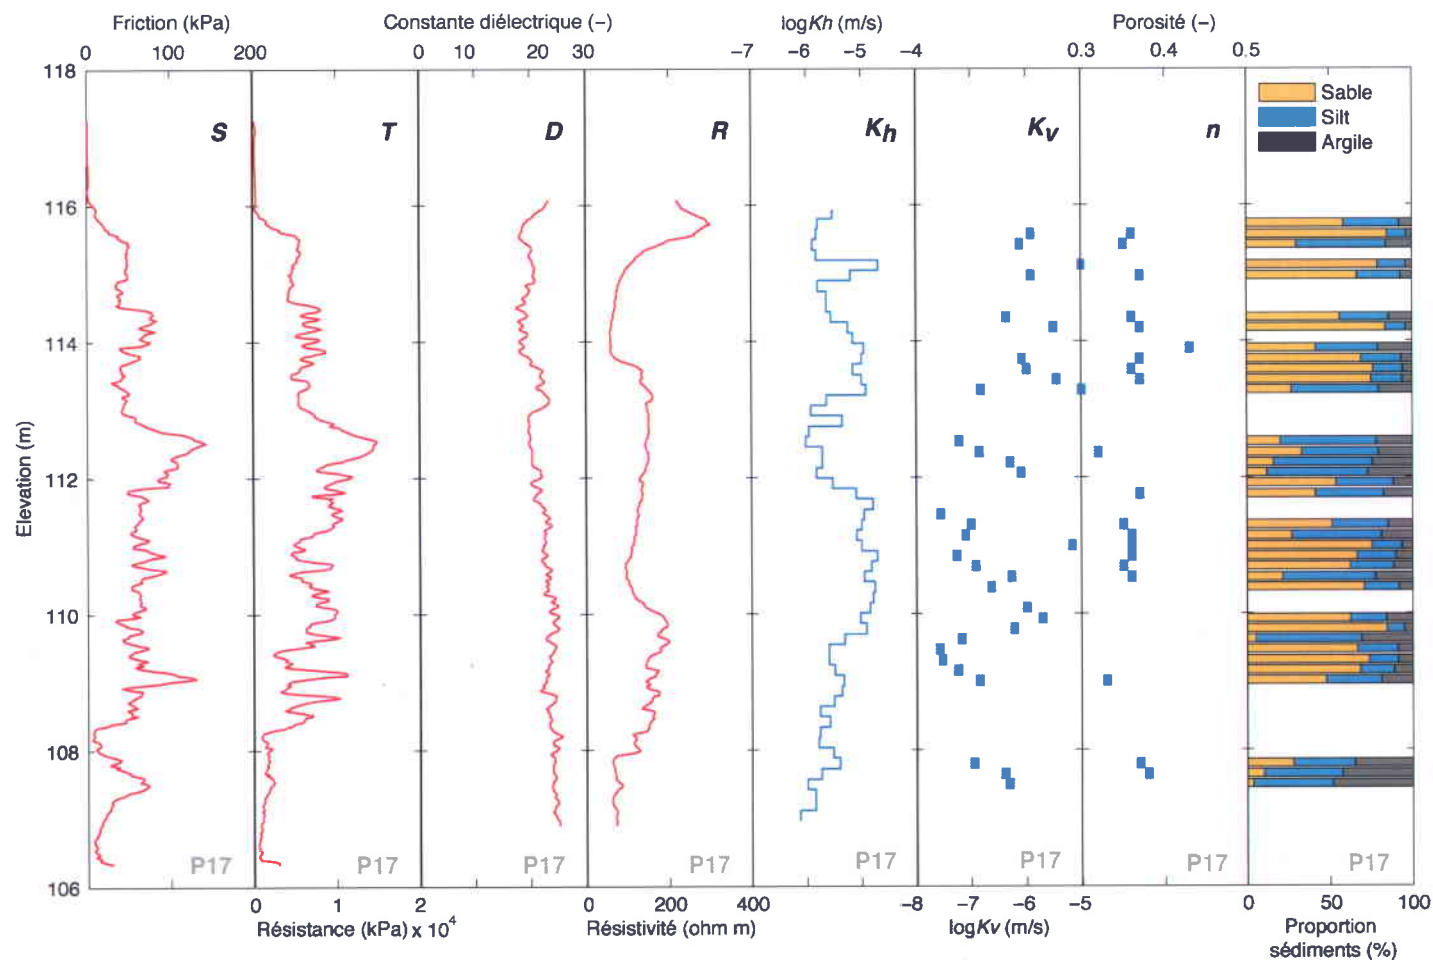 Friction (kPa) Constante diélectrique (–) logKh (m/s) Porosité (–)
0 100 200 0 10 20 30 –7 –6 –5 –4 0.3 0.4 0.5
118
Sable
Silt
Argile
S T D R Kh Kv n
116
114
Elevation (m)
112
110
108
P17 P17 P17 P17 P17 P17 P17 P17
106
0 1 2 0 200 400 –8 –7 –6 –5 0 50 100
Résistance (kPa) x 10⁴ Résistivité (ohm m) logKv (m/s) Proportion
sédiments (%)